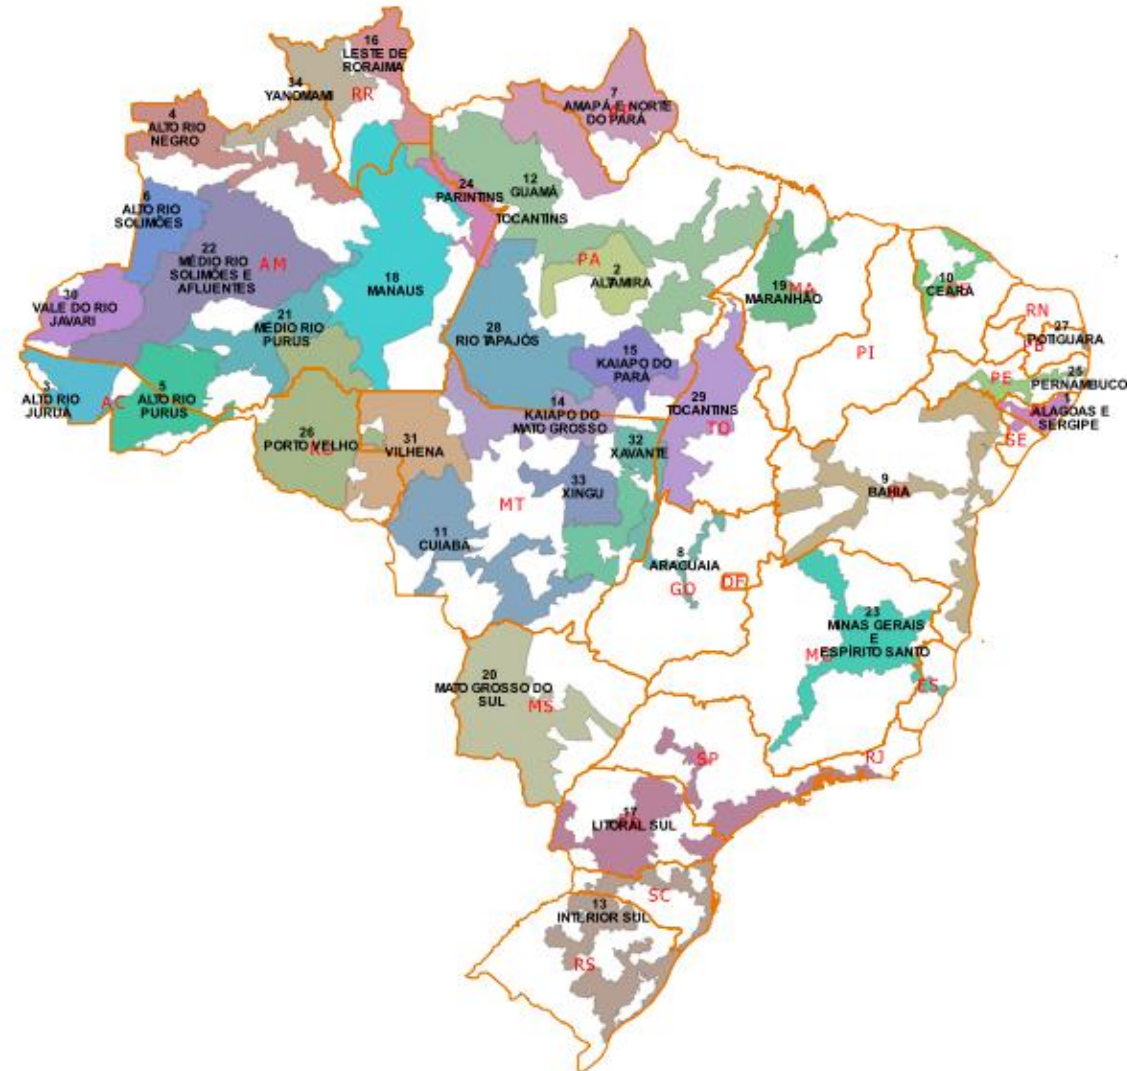 16
LESTE DE
RORAIMA
34
YANOMAMI
RR
7
AMAPÁ E NORTE
DO PARÁ
4
ALTO RIO
NEGRO
24
PARINTINS
12
GUAMÁ
TOCANTINS
6
ALTO RIO
SOLIMÕES
22
MÉDIO RIO
SOLIMÕES E
AFLUENTES
AM
18
MANAUS
PA
2
ALTAMIRA
19
MARANHÃO
MA
10
CEARÁ
30
VALE DO RIO
JAVARI
21
MÉDIO RIO
PURUS
28
RIO TAPAJÓS
15
KAIAPO DO
PARÁ
PI
RN
27
POTIGUARA
PB
3
ALTO RIO
JURUÁ
AC
5
ALTO RIO
PURUS
14
KAIAPO DO
MATO GROSSO
29
TOCANTINS
TO
PE
25
PERNAMBUCO
1
ALAGOAS E
SERGIPE
SE
26
PORTO VELHO
RO
31
VILHENA
32
XAVANTE
33
XINGU
MT
9
BAHIA
11
CUIABÁ
8
ARAGUAIA
GO
DF
23
MINAS GERAIS
E
ESPÍRITO SANTO
MG
ES
20
MATO GROSSO DO
SUL
MS
SP
RJ
17
LITORAL SUL
SC
13
INTERIOR SUL
RS